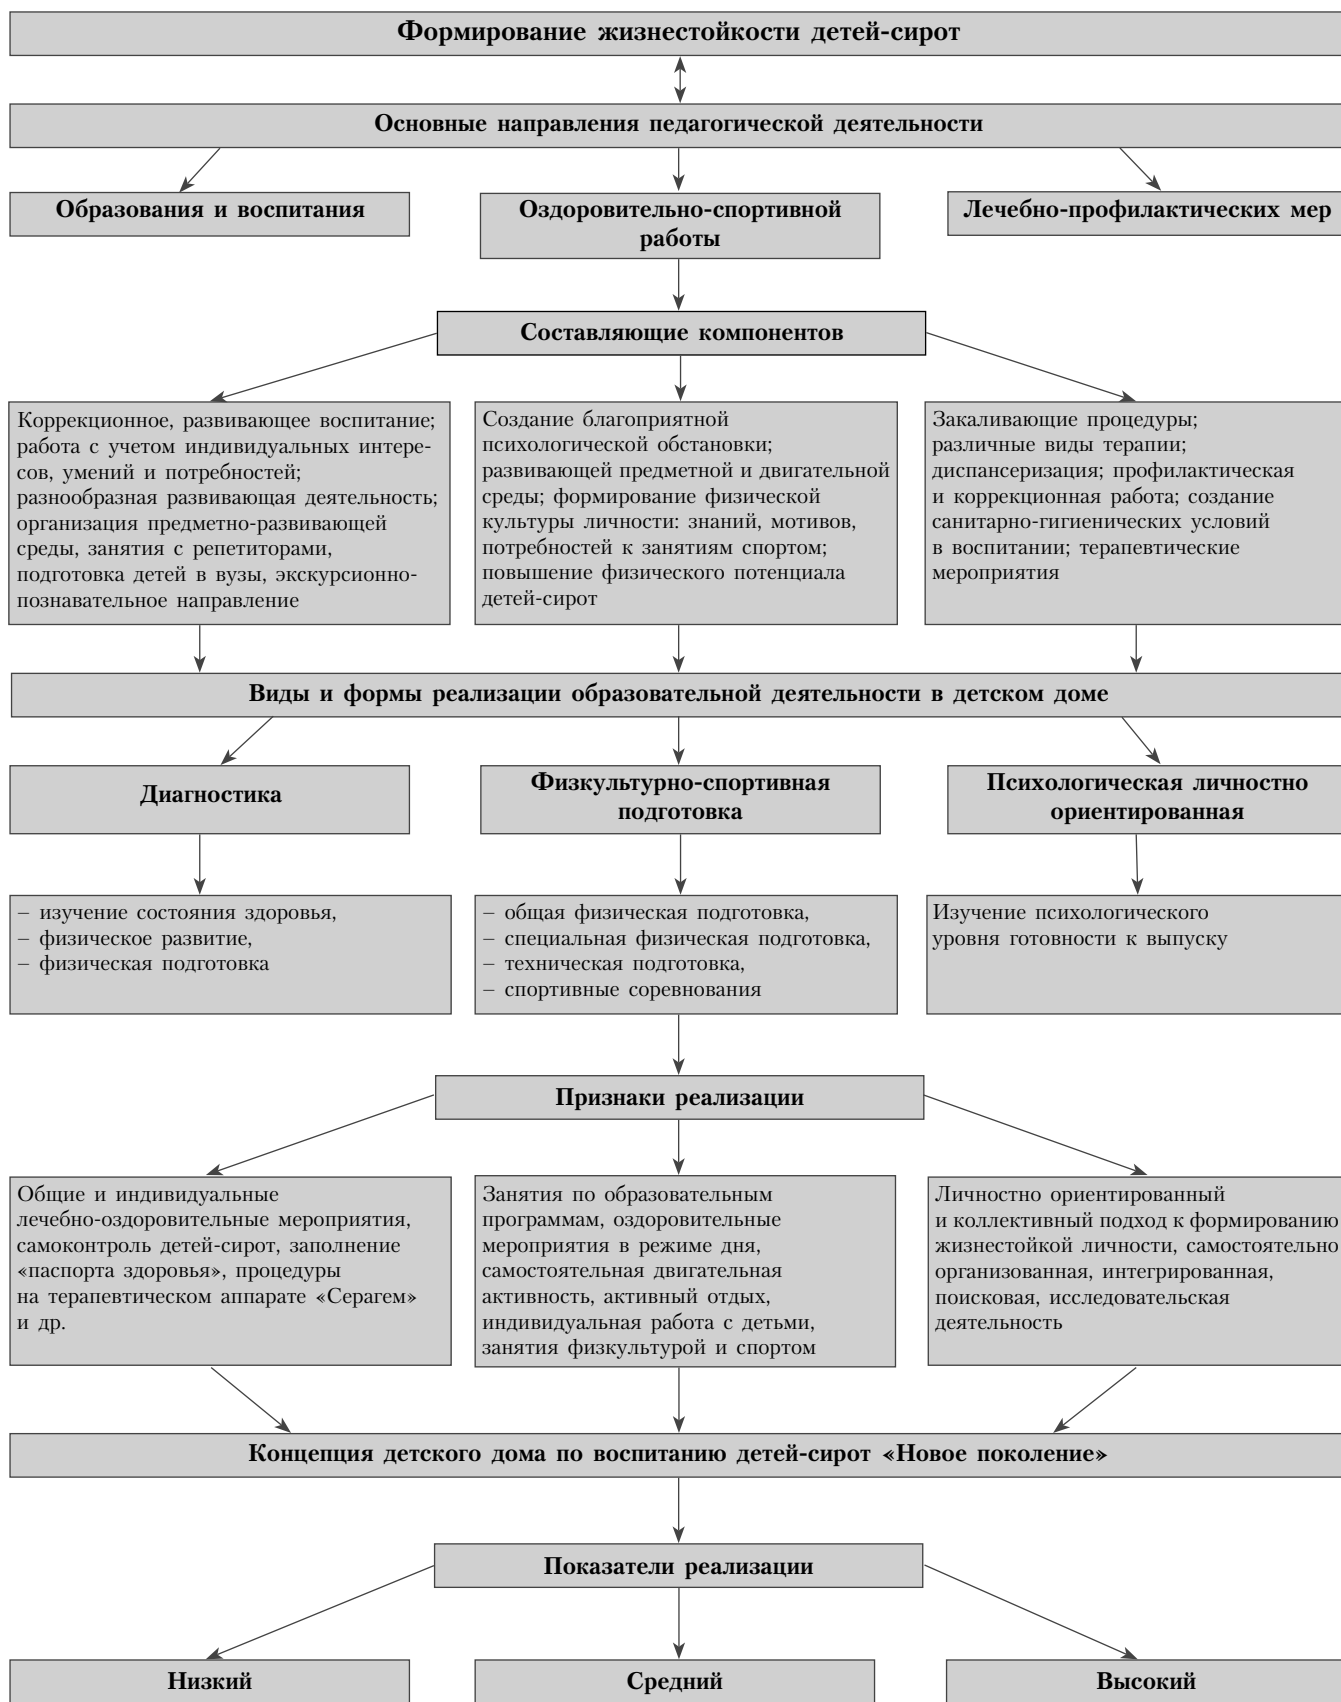 Формирование жизнестойкости детей-сирот
Основные направления педагогической деятельности
Образования и воспитания
Оздоровительно-спортивной
работы
Лечебно-профилактических мер
Составляющие компонентов
Коррекционное, развивающее воспитание;
работа с учетом индивидуальных интере-
сов, умений и потребностей;
разнообразная развивающая деятельность;
организация предметно-развивающей
среды, занятия с репетиторами,
подготовка детей в вузы, экскурсионно-
познавательное направление
Создание благоприятной
психологической обстановки;
развивающей предметной и двигательной
среды; формирование физической
культуры личности: знаний, мотивов,
потребностей к занятиям спортом;
повышение физического потенциала
детей-сирот
Закаливающие процедуры;
различные виды терапии;
диспансеризация; профилактическая
и коррекционная работа; создание
санитарно-гигиенических условий
в воспитании; терапевтические
мероприятия
Виды и формы реализации образовательной деятельности в детском доме
Диагностика
Физкультурно-спортивная
подготовка
Психологическая личностно
ориентированная
– изучение состояния здоровья,
– физическое развитие,
– физическая подготовка
– общая физическая подготовка,
– специальная физическая подготовка,
– техническая подготовка,
– спортивные соревнования
Изучение психологического
уровня готовности к выпуску
Признаки реализации
Общие и индивидуальные
лечебно-оздоровительные мероприятия,
самоконтроль детей-сирот, заполнение
«паспорта здоровья», процедуры
на терапевтическом аппарате «Серагем»
и др.
Занятия по образовательным
программам, оздоровительные
мероприятия в режиме дня,
самостоятельная двигательная
активность, активный отдых,
индивидуальная работа с детьми,
занятия физкультурой и спортом
Личностно ориентированный
и коллективный подход к формированию
жизнестойкой личности, самостоятельно
организованная, интегрированная,
поисковая, исследовательская
деятельность
Концепция детского дома по воспитанию детей-сирот «Новое поколение»
Показатели реализации
Низкий
Средний
Высокий